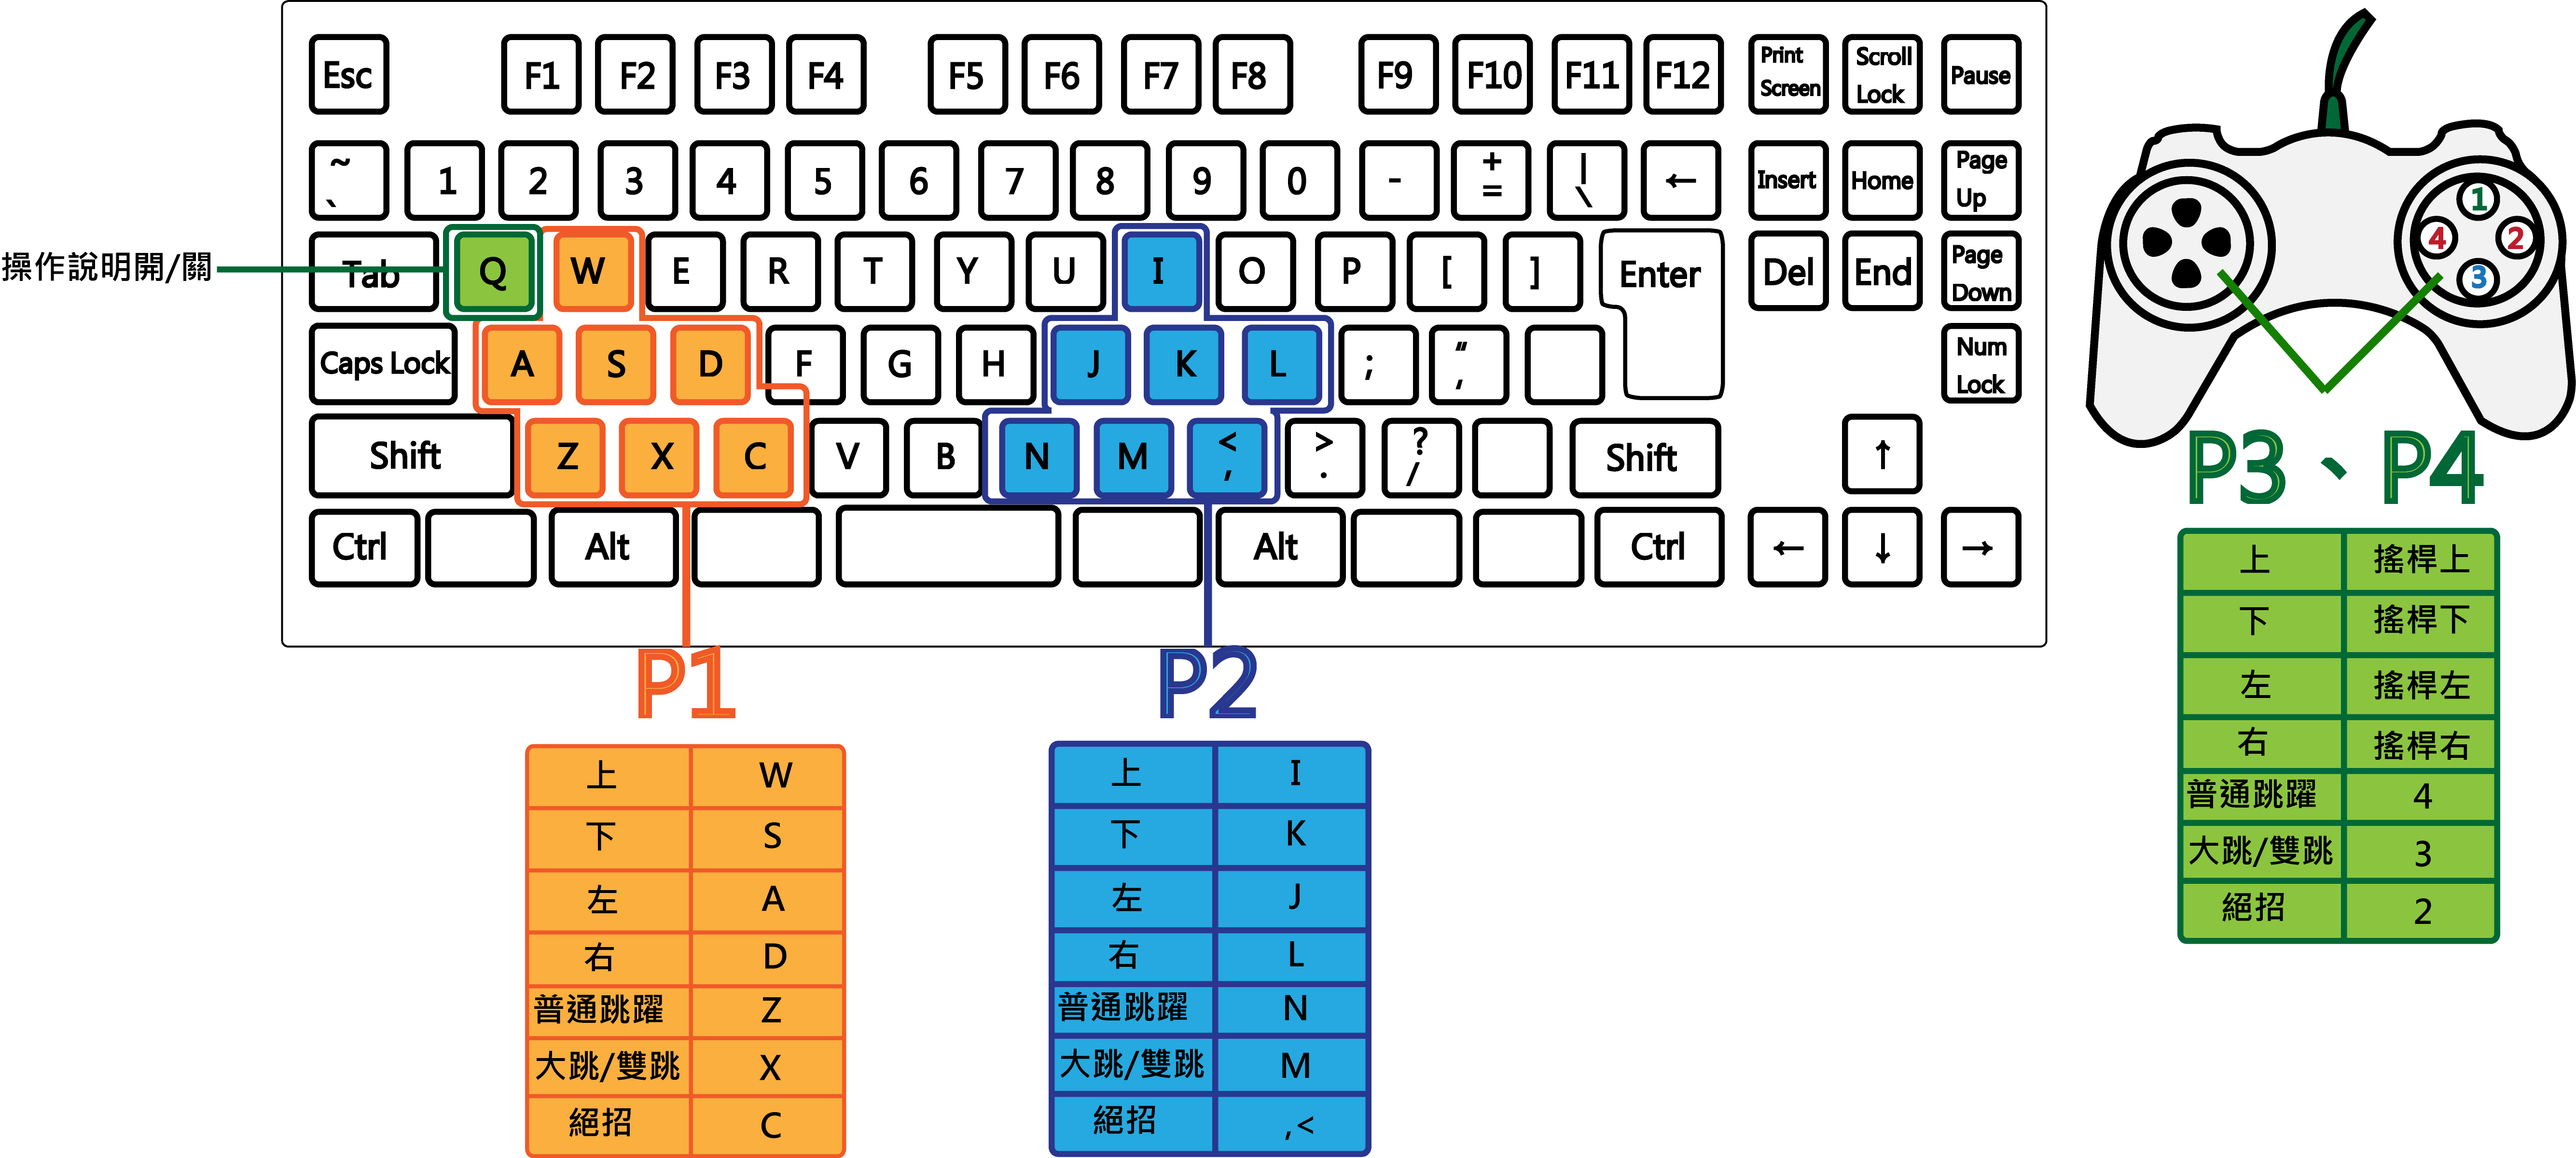 Esc F1 F2 F3 F4 F5 F6 F7 F8 F9 F10 F11 F12 Print Screen Scroll Lock Pause
~ ` 1 2 3 4 5 6 7 8 9 0 - + = | \ ← Insert Home Page Up
操作說明開/關 Tab Q W E R T Y U I O P [ ] Enter Del End Page Down
Caps Lock A S D F G H J K L ; “ , Num Lock
Shift Z X C V B N M < , > . ? / Shift ↑
Ctrl Alt Alt Ctrl ← ↓ →
1
4 2
3
P1
上 W
下 S
左 A
右 D
普通跳躍 Z
大跳/雙跳 X
絕招 C
P2
上 I
下 K
左 J
右 L
普通跳躍 N
大跳/雙跳 M
絕招 ,<
P3、P4
上 搖桿上
下 搖桿下
左 搖桿左
右 搖桿右
普通跳躍 4
大跳/雙跳 3
絕招 2